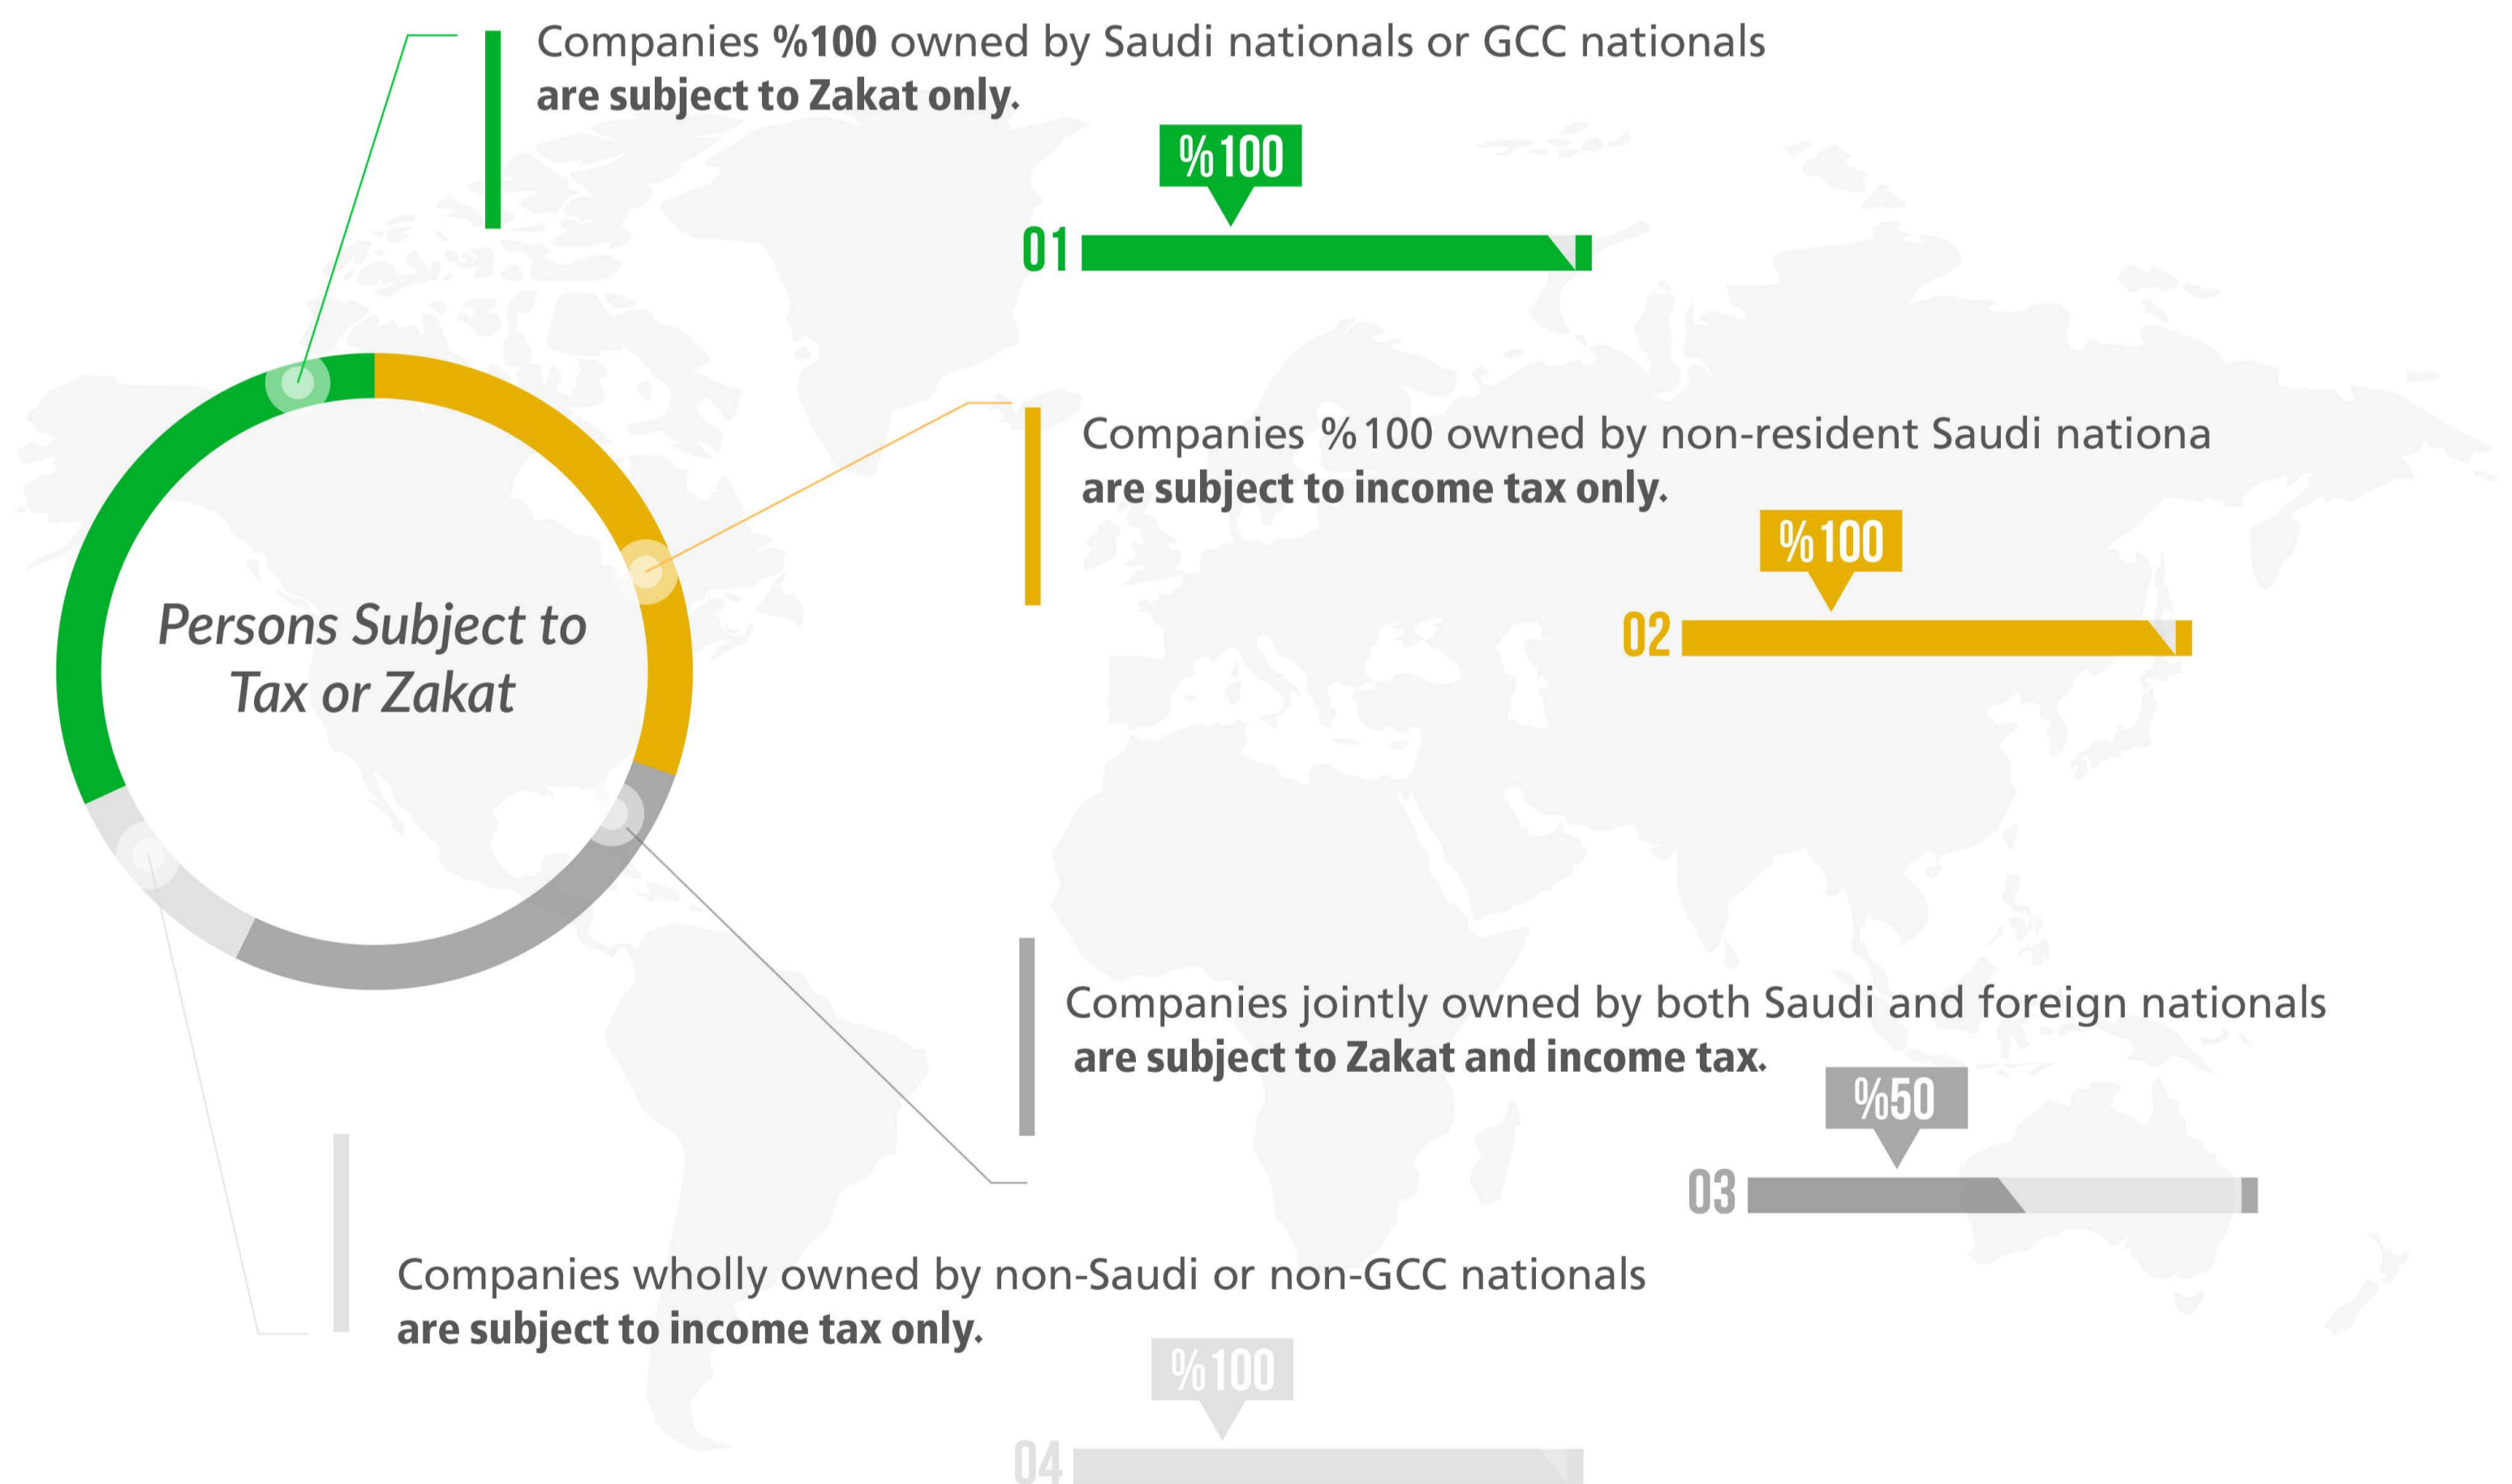 Companies %100 owned by Saudi nationals or GCC nationals
are subject to Zakat only.
%100
01
Companies %100 owned by non-resident Saudi nationa
are subject to income tax only.
%100
02
Persons Subject to
Tax or Zakat
Companies jointly owned by both Saudi and foreign nationals
are subject to Zakat and income tax.
%50
03
Companies wholly owned by non-Saudi or non-GCC nationals
are subject to income tax only.
%100
04